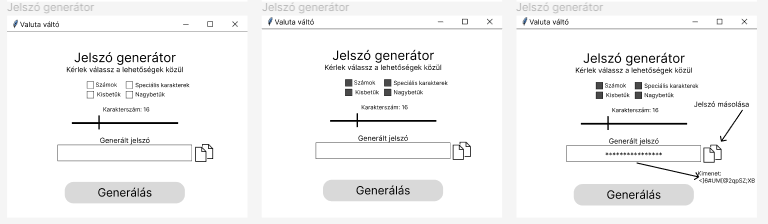 Jelszó generátor
Valuta váltó
Jelszó generátor
Kérlek válassz a lehetőségek közül
Számok Speciális karakterek
Kisbetűk Nagybetűk
Karakterszám: 16
Generált jelszó
Generálás
Jelszó generátor
Valuta váltó
Jelszó generátor
Kérlek válassz a lehetőségek közül
Számok Speciális karakterek
Kisbetűk Nagybetűk
Karakterszám: 16
Generált jelszó
Generálás
Jelszó generátor
Valuta váltó
Jelszó generátor
Kérlek válassz a lehetőségek közül
Számok Speciális karakterek
Kisbetűk Nagybetűk
Jelszó másolása
Karakterszám: 16
Generált jelszó
****************
Kimenet:
Generálás